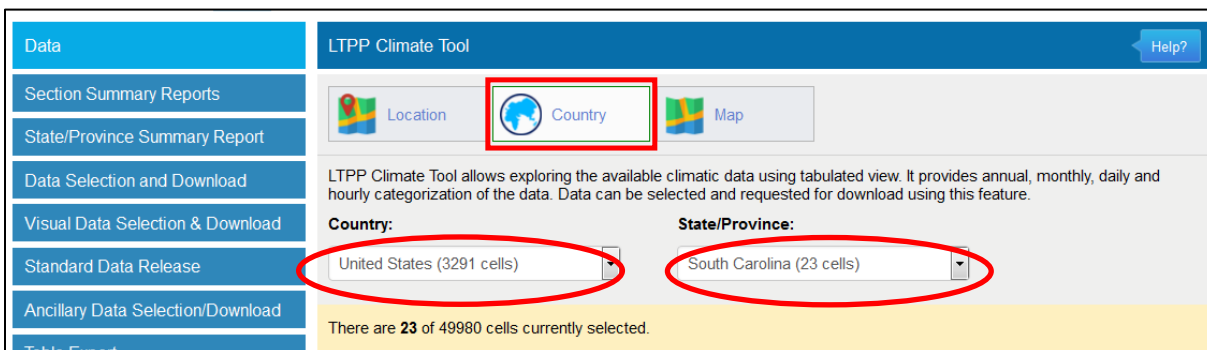 Data
Section Summary Reports
State/Province Summary Report
Data Selection and Download
Visual Data Selection & Download
Standard Data Release
Ancillary Data Selection/Download
Table Export
LTPP Climate Tool
Help?
Location
Country
Map
LTPP Climate Tool allows exploring the available climatic data using tabulated view. It provides annual, monthly, daily and
hourly categorization of the data. Data can be selected and requested for download using this feature.
Country:
State/Province:
United States (3291 cells)
South Carolina (23 cells)
There are 23 of 49980 cells currently selected.